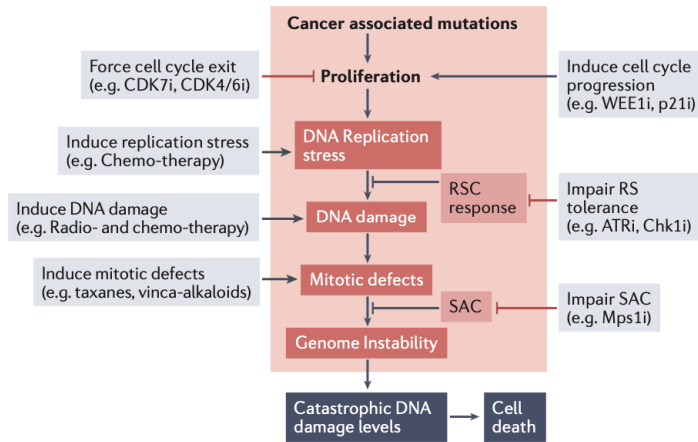 Cancer associated mutations
Force cell cycle exit
(e.g. CDK7i, CDK4/6i)
Proliferation
Induce cell cycle
progression
(e.g. WEE1i, p21i)
Induce replication stress
(e.g. Chemo-therapy)
DNA Replication
stress
RSC
response
Impair RS
tolerance
(e.g. ATRi, Chk1i)
Induce DNA damage
(e.g. Radio- and chemo-therapy)
DNA damage
Induce mitotic defects
(e.g. taxanes, vinca-alkaloids)
Mitotic defects
SAC
Impair SAC
(e.g. Mps1i)
Genome Instability
Catastrophic DNA
damage levels
Cell
death